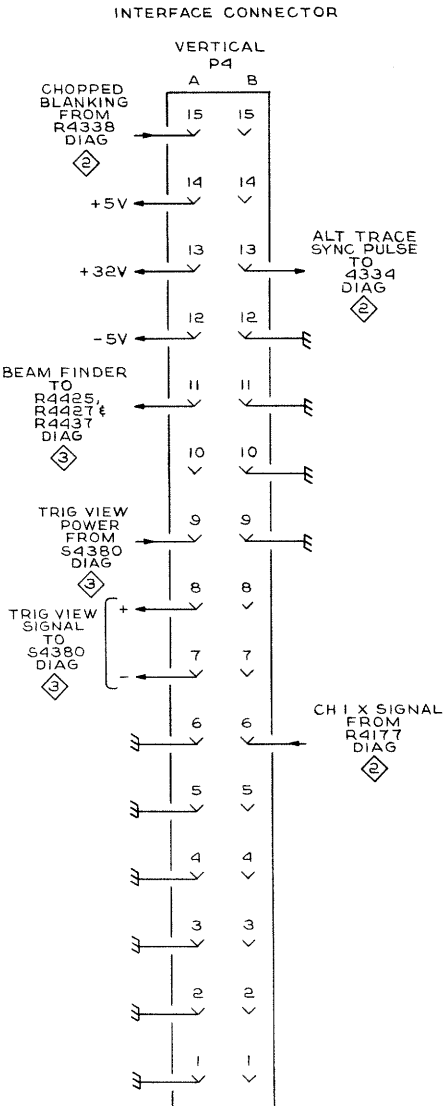 INTERFACE CONNECTOR
VERTICAL
P4
A B
CHOPPED
BLANKING
FROM
R4338
DIAG
2
15 15
+5V 14 14
+32V 13 13
ALT TRACE
SYNC PULSE
TO
4334
DIAG
2
-5V 12 12
BEAM FINDER
TO
R4425,
R4427 &
R4437
DIAG
3
11 11
10 10
TRIG VIEW
POWER
FROM
S4380
DIAG
3
9 9
TRIG VIEW
SIGNAL
TO
S4380
DIAG
3
+ 8 8
- 7 7
6 6
CH 1 X SIGNAL
FROM
R4177
DIAG
2
5 5
4 4
3 3
2 2
1 1